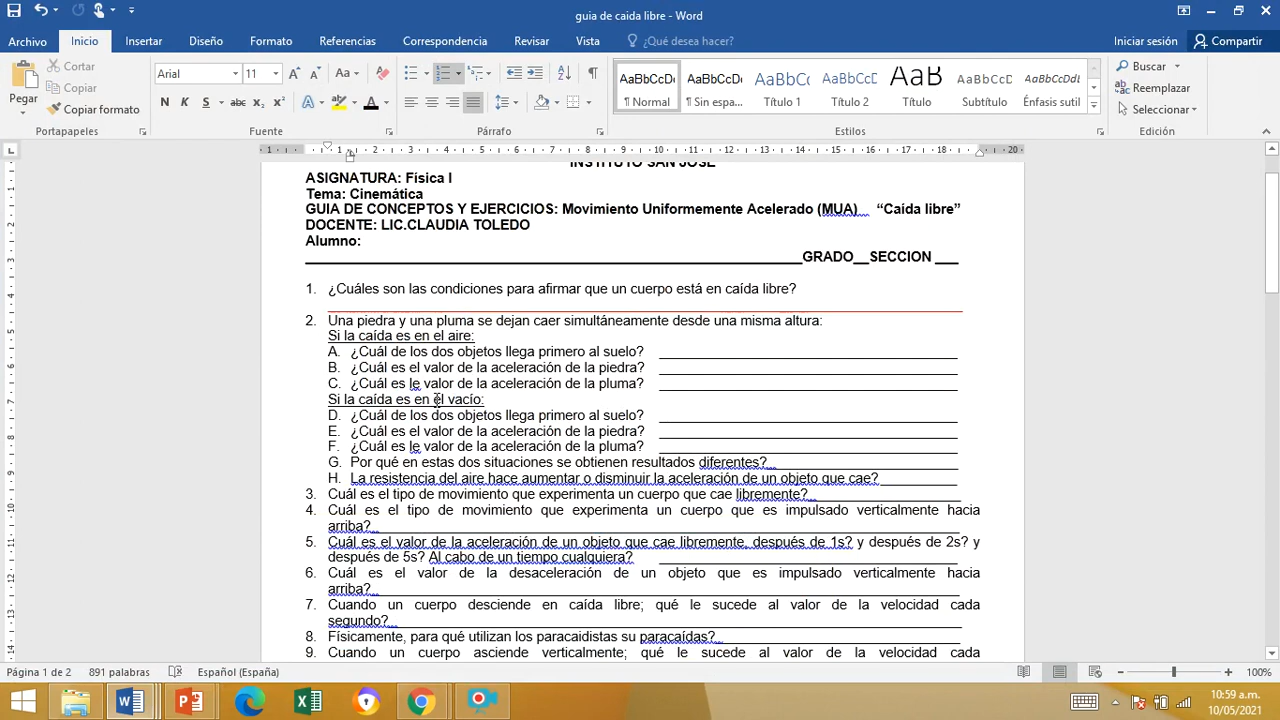 guia de caida libre - Word
Archivo Inicio Insertar Diseño Formato Referencias Correspondencia Revisar Vista ¿Qué desea hacer? Iniciar sesión Compartir
Pegar
Cortar
Copiar
Copiar formato
Portapapeles
Arial 11
Fuente
Párrafo
AaBbCcDc AaBbCcDc AaBbCcD AaBbCcD AaB AaBbCcD AaBbCcDd
¶ Normal ¶ Sin espa... Título 1 Título 2 Título Subtítulo Énfasis sutil
Estilos
Buscar
Reemplazar
Seleccionar
Edición
INSTITUTO SAN JOSE
ASIGNATURA: Física I
Tema: Cinemática
GUIA DE CONCEPTOS Y EJERCICIOS: Movimiento Uniformemente Acelerado (MUA) “Caída libre”
DOCENTE: LIC.CLAUDIA TOLEDO
Alumno:
GRADO__SECCION ___
1. ¿Cuáles son las condiciones para afirmar que un cuerpo está en caída libre?
2. Una piedra y una pluma se dejan caer simultáneamente desde una misma altura:
Si la caída es en el aire:
A. ¿Cuál de los dos objetos llega primero al suelo?
B. ¿Cuál es el valor de la aceleración de la piedra?
C. ¿Cuál es le valor de la aceleración de la pluma?
Si la caída es en el vacío:
D. ¿Cuál de los dos objetos llega primero al suelo?
E. ¿Cuál es el valor de la aceleración de la piedra?
F. ¿Cuál es le valor de la aceleración de la pluma?
G. Por qué en estas dos situaciones se obtienen resultados diferentes?
H. La resistencia del aire hace aumentar o disminuir la aceleración de un objeto que cae?
3. Cuál es el tipo de movimiento que experimenta un cuerpo que cae libremente?
4. Cuál es el tipo de movimiento que experimenta un cuerpo que es impulsado verticalmente hacia
arriba?
5. Cuál es el valor de la aceleración de un objeto que cae libremente, después de 1s? y después de 2s? y
después de 5s? Al cabo de un tiempo cualquiera?
6. Cuál es el valor de la desaceleración de un objeto que es impulsado verticalmente hacia
arriba?
7. Cuando un cuerpo desciende en caída libre; qué le sucede al valor de la velocidad cada
segundo?
8. Físicamente, para qué utilizan los paracaidistas su paracaídas?
9. Cuando un cuerpo asciende verticalmente; qué le sucede al valor de la velocidad cada
Página 1 de 2 891 palabras Español (España) 100%
10:59 a.m.
10/05/2021